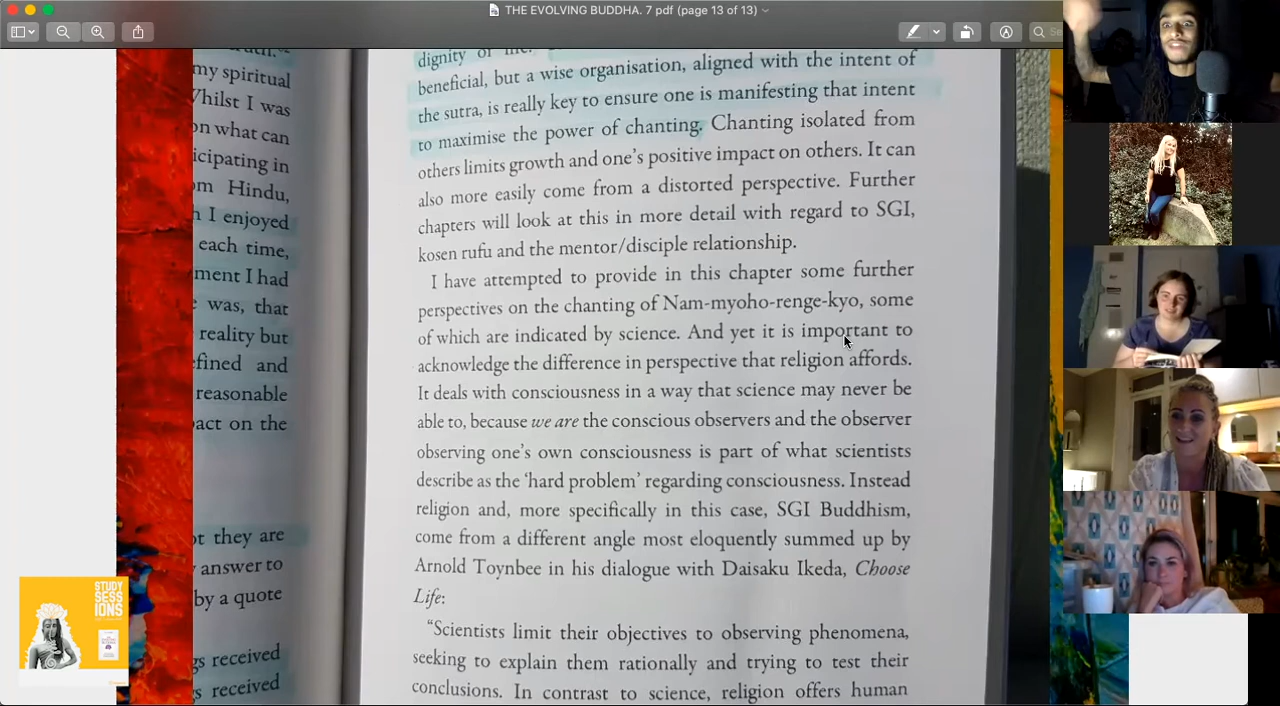 THE EVOLVING BUDDHA. 7 pdf (page 13 of 13)
my spiritual
Whilst I was
on what can
icipating in
om Hindu,
I enjoyed
each time,
ment I had
was, that
reality but
fined and
reasonable
act on the
they are
answer to
by a quote
gs received
gs received
dignity of life.
beneficial, but a wise organisation, aligned with the intent of
the sutra, is really key to ensure one is manifesting that intent
to maximise the power of chanting. Chanting isolated from
others limits growth and one's positive impact on others. It can
also more easily come from a distorted perspective. Further
chapters will look at this in more detail with regard to SGI,
kosen rufu and the mentor/disciple relationship.
I have attempted to provide in this chapter some further
perspectives on the chanting of Nam-myoho-renge-kyo, some
of which are indicated by science. And yet it is important to
acknowledge the difference in perspective that religion affords.
It deals with consciousness in a way that science may never be
able to, because we are the conscious observers and the observer
observing one's own consciousness is part of what scientists
describe as the 'hard problem' regarding consciousness. Instead
religion and, more specifically in this case, SGI Buddhism,
come from a different angle most eloquently summed up by
Arnold Toynbee in his dialogue with Daisaku Ikeda, Choose
Life:
"Scientists limit their objectives to observing phenomena,
seeking to explain them rationally and trying to test their
conclusions. In contrast to science, religion offers human
STUDY
SESS
IONS